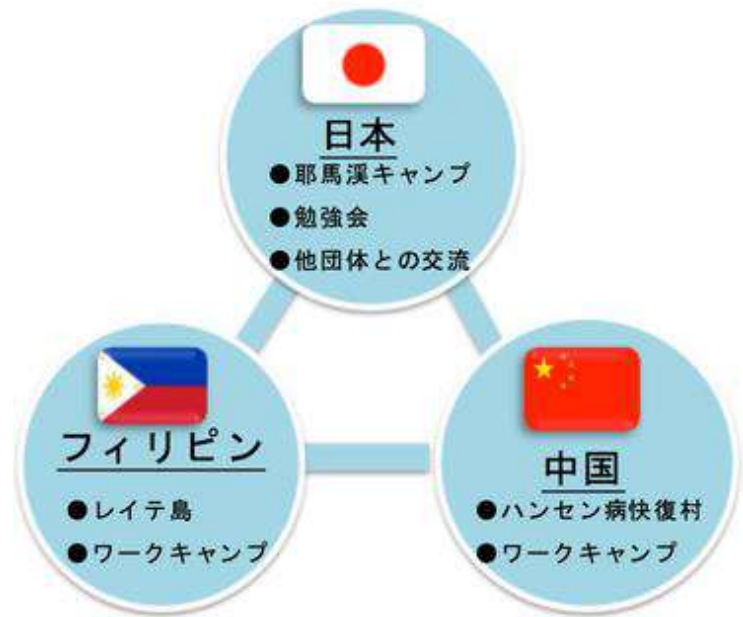 日本
●耶馬渓キャンプ
●勉強会
●他団体との交流
フィリピン
●レイテ島
●ワークキャンプ
中国
●ハンセン病快復村
●ワークキャンプ